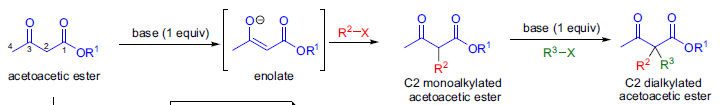 O O
4 3 2 1 OR1
acetoacetic ester
base (1 equiv)
⊖
O O
OR1
enolate
R2–X
O O
OR1
R2
C2 monoalkylated
acetoacetic ester
base (1 equiv)
R3–X
O O
OR1
R2 R3
C2 dialkylated
acetoacetic ester